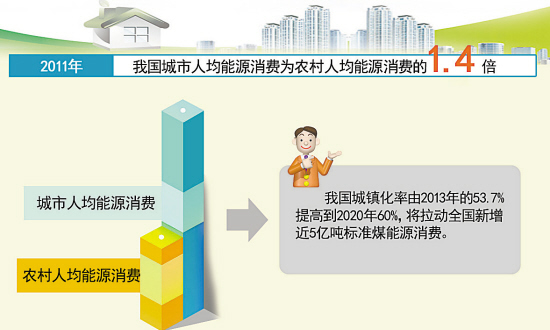 2011年 我国城市人均能源消费为农村人均能源消费的1.4倍
城市人均能源消费
农村人均能源消费
我国城镇化率由2013年的53.7%
提高到2020年60%,将拉动全国新增
近5亿吨标准煤能源消费。